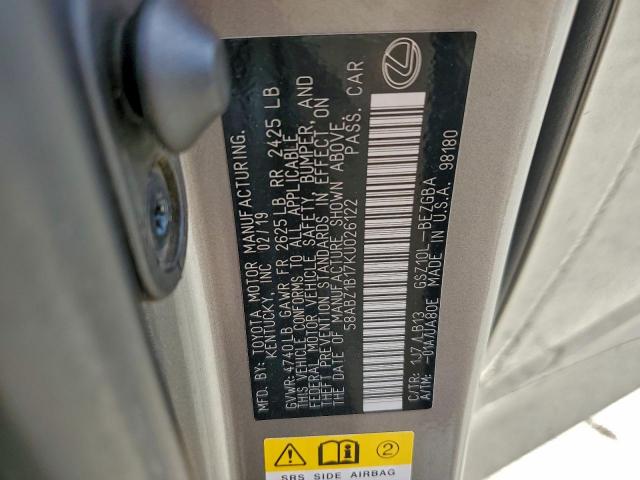 MFD. BY: TOYOTA MOTOR MANUFACTURING,
KENTUCKY, INC 02/19
GVWR: 4740LB GAWR FR 2625LB RR 2425 LB
THIS VEHICLE CONFORMS TO ALL APPLICABLE
FEDERAL MOTOR VEHICLE SAFETY, BUMPER, AND
THEFT PREVENTION STANDARDS IN EFFECT ON
THE DATE OF MANUFACTURE SHOWN ABOVE.
58ABZ1B17KU026122 PASS. CAR
C/TR: 1J7/LB13 GSZ10L-BEZGBA
A/TM: -01A/UA80E MADE IN U.S.A. 98180
2
SRS SIDE AIRBAG